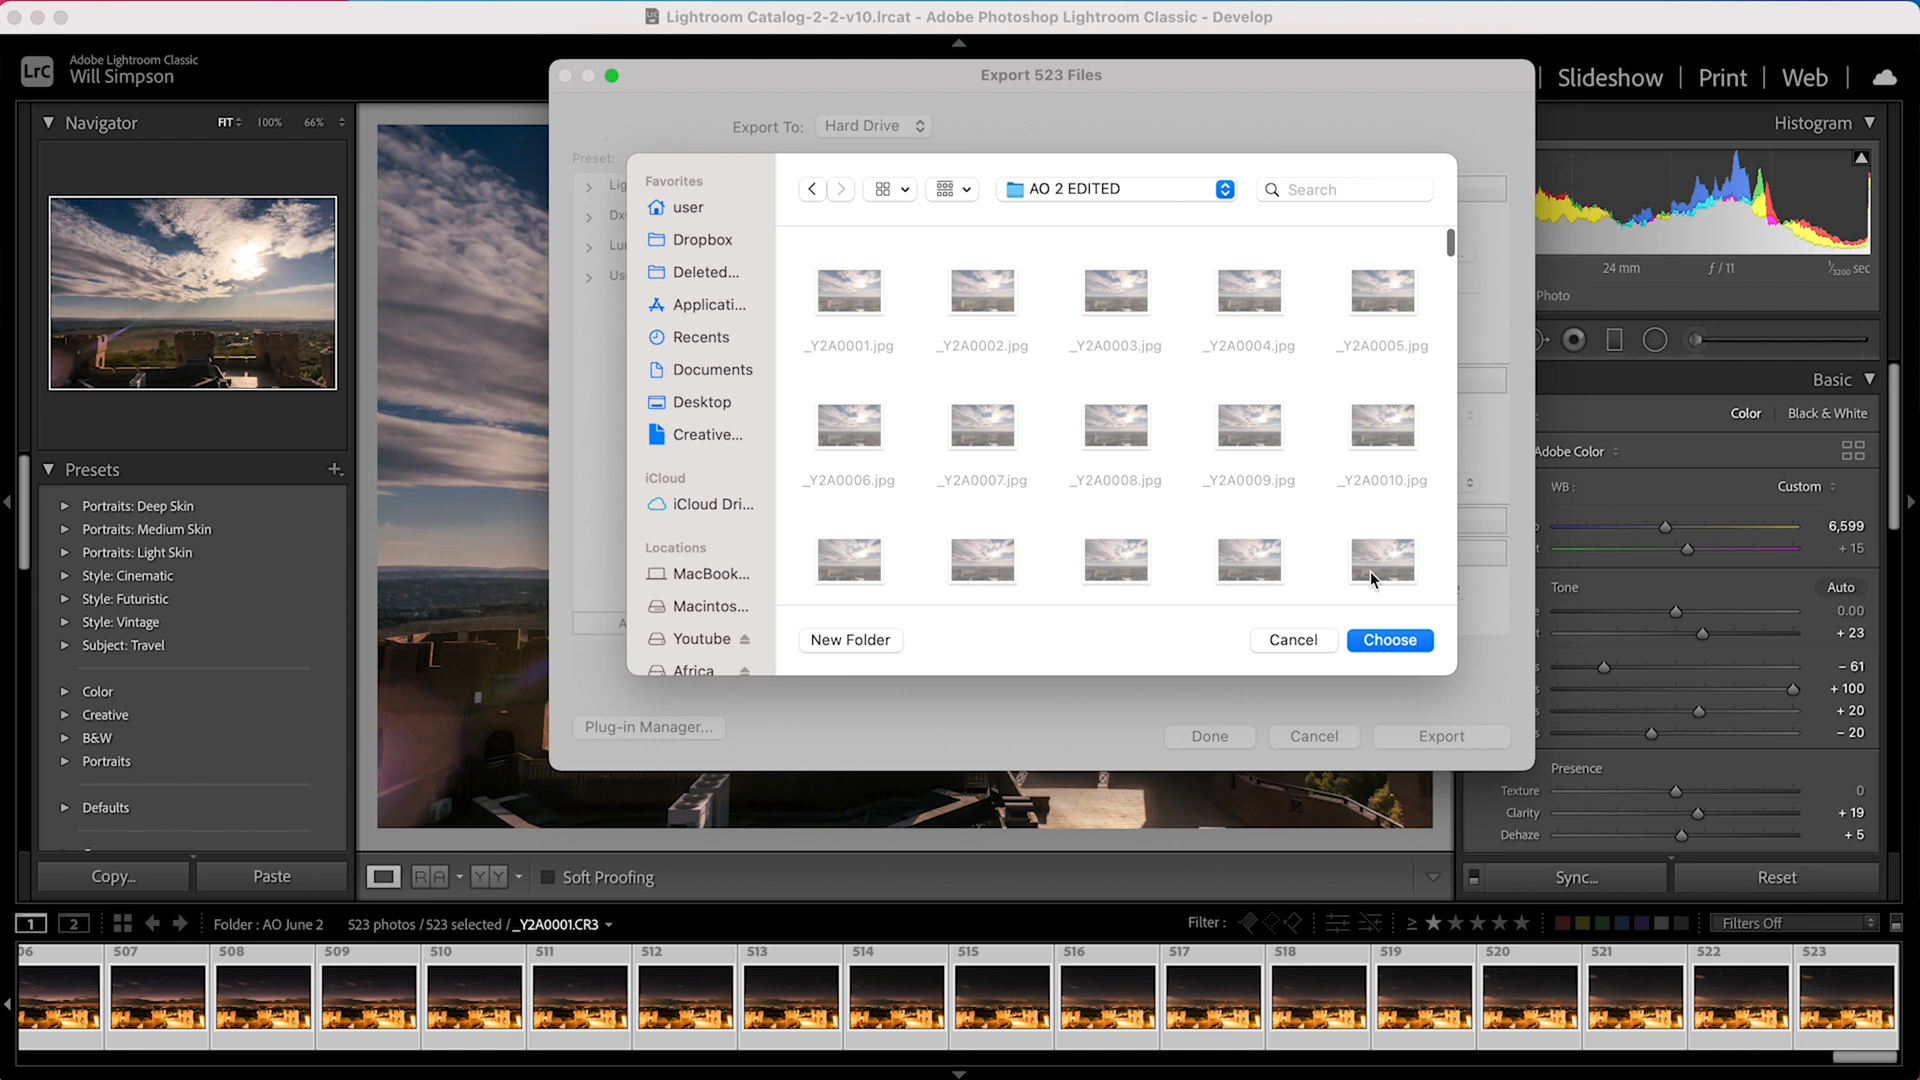 Lightroom Catalog-2-2-v10.lrcat - Adobe Photoshop Lightroom Classic - Develop
LrC
Adobe Lightroom Classic
Will Simpson
Slideshow | Print | Web
Navigator
FIT
100%
66%
Presets
Portraits: Deep Skin
Portraits: Medium Skin
Portraits: Light Skin
Style: Cinematic
Style: Futuristic
Style: Vintage
Subject: Travel
Color
Creative
B&W
Portraits
Defaults
Copy...
Paste
Export 523 Files
Export To: Hard Drive
Preset:
Favorites
user
Dropbox
Deleted...
Applicati...
Recents
Documents
Desktop
Creative...
iCloud
iCloud Dri...
Locations
MacBook...
Macintos...
Youtube
Africa
AO 2 EDITED
Search
_Y2A0001.jpg
_Y2A0002.jpg
_Y2A0003.jpg
_Y2A0004.jpg
_Y2A0005.jpg
_Y2A0006.jpg
_Y2A0007.jpg
_Y2A0008.jpg
_Y2A0009.jpg
_Y2A0010.jpg
New Folder
Cancel
Choose
Plug-in Manager...
Done
Cancel
Export
Histogram
24 mm
ƒ / 11
1/3200 sec
Photo
Basic
Color
Black & White
Adobe Color
WB :
Custom
6,599
+ 15
Tone
Auto
0.00
+ 23
− 61
+ 100
+ 20
− 20
Presence
Texture
0
Clarity
+ 19
Dehaze
+ 5
Soft Proofing
Sync...
Reset
1
2
Folder : AO June 2
523 photos / 523 selected / _Y2A0001.CR3
Filter :
Filters Off
06
507
508
509
510
511
512
513
514
515
516
517
518
519
520
521
522
523